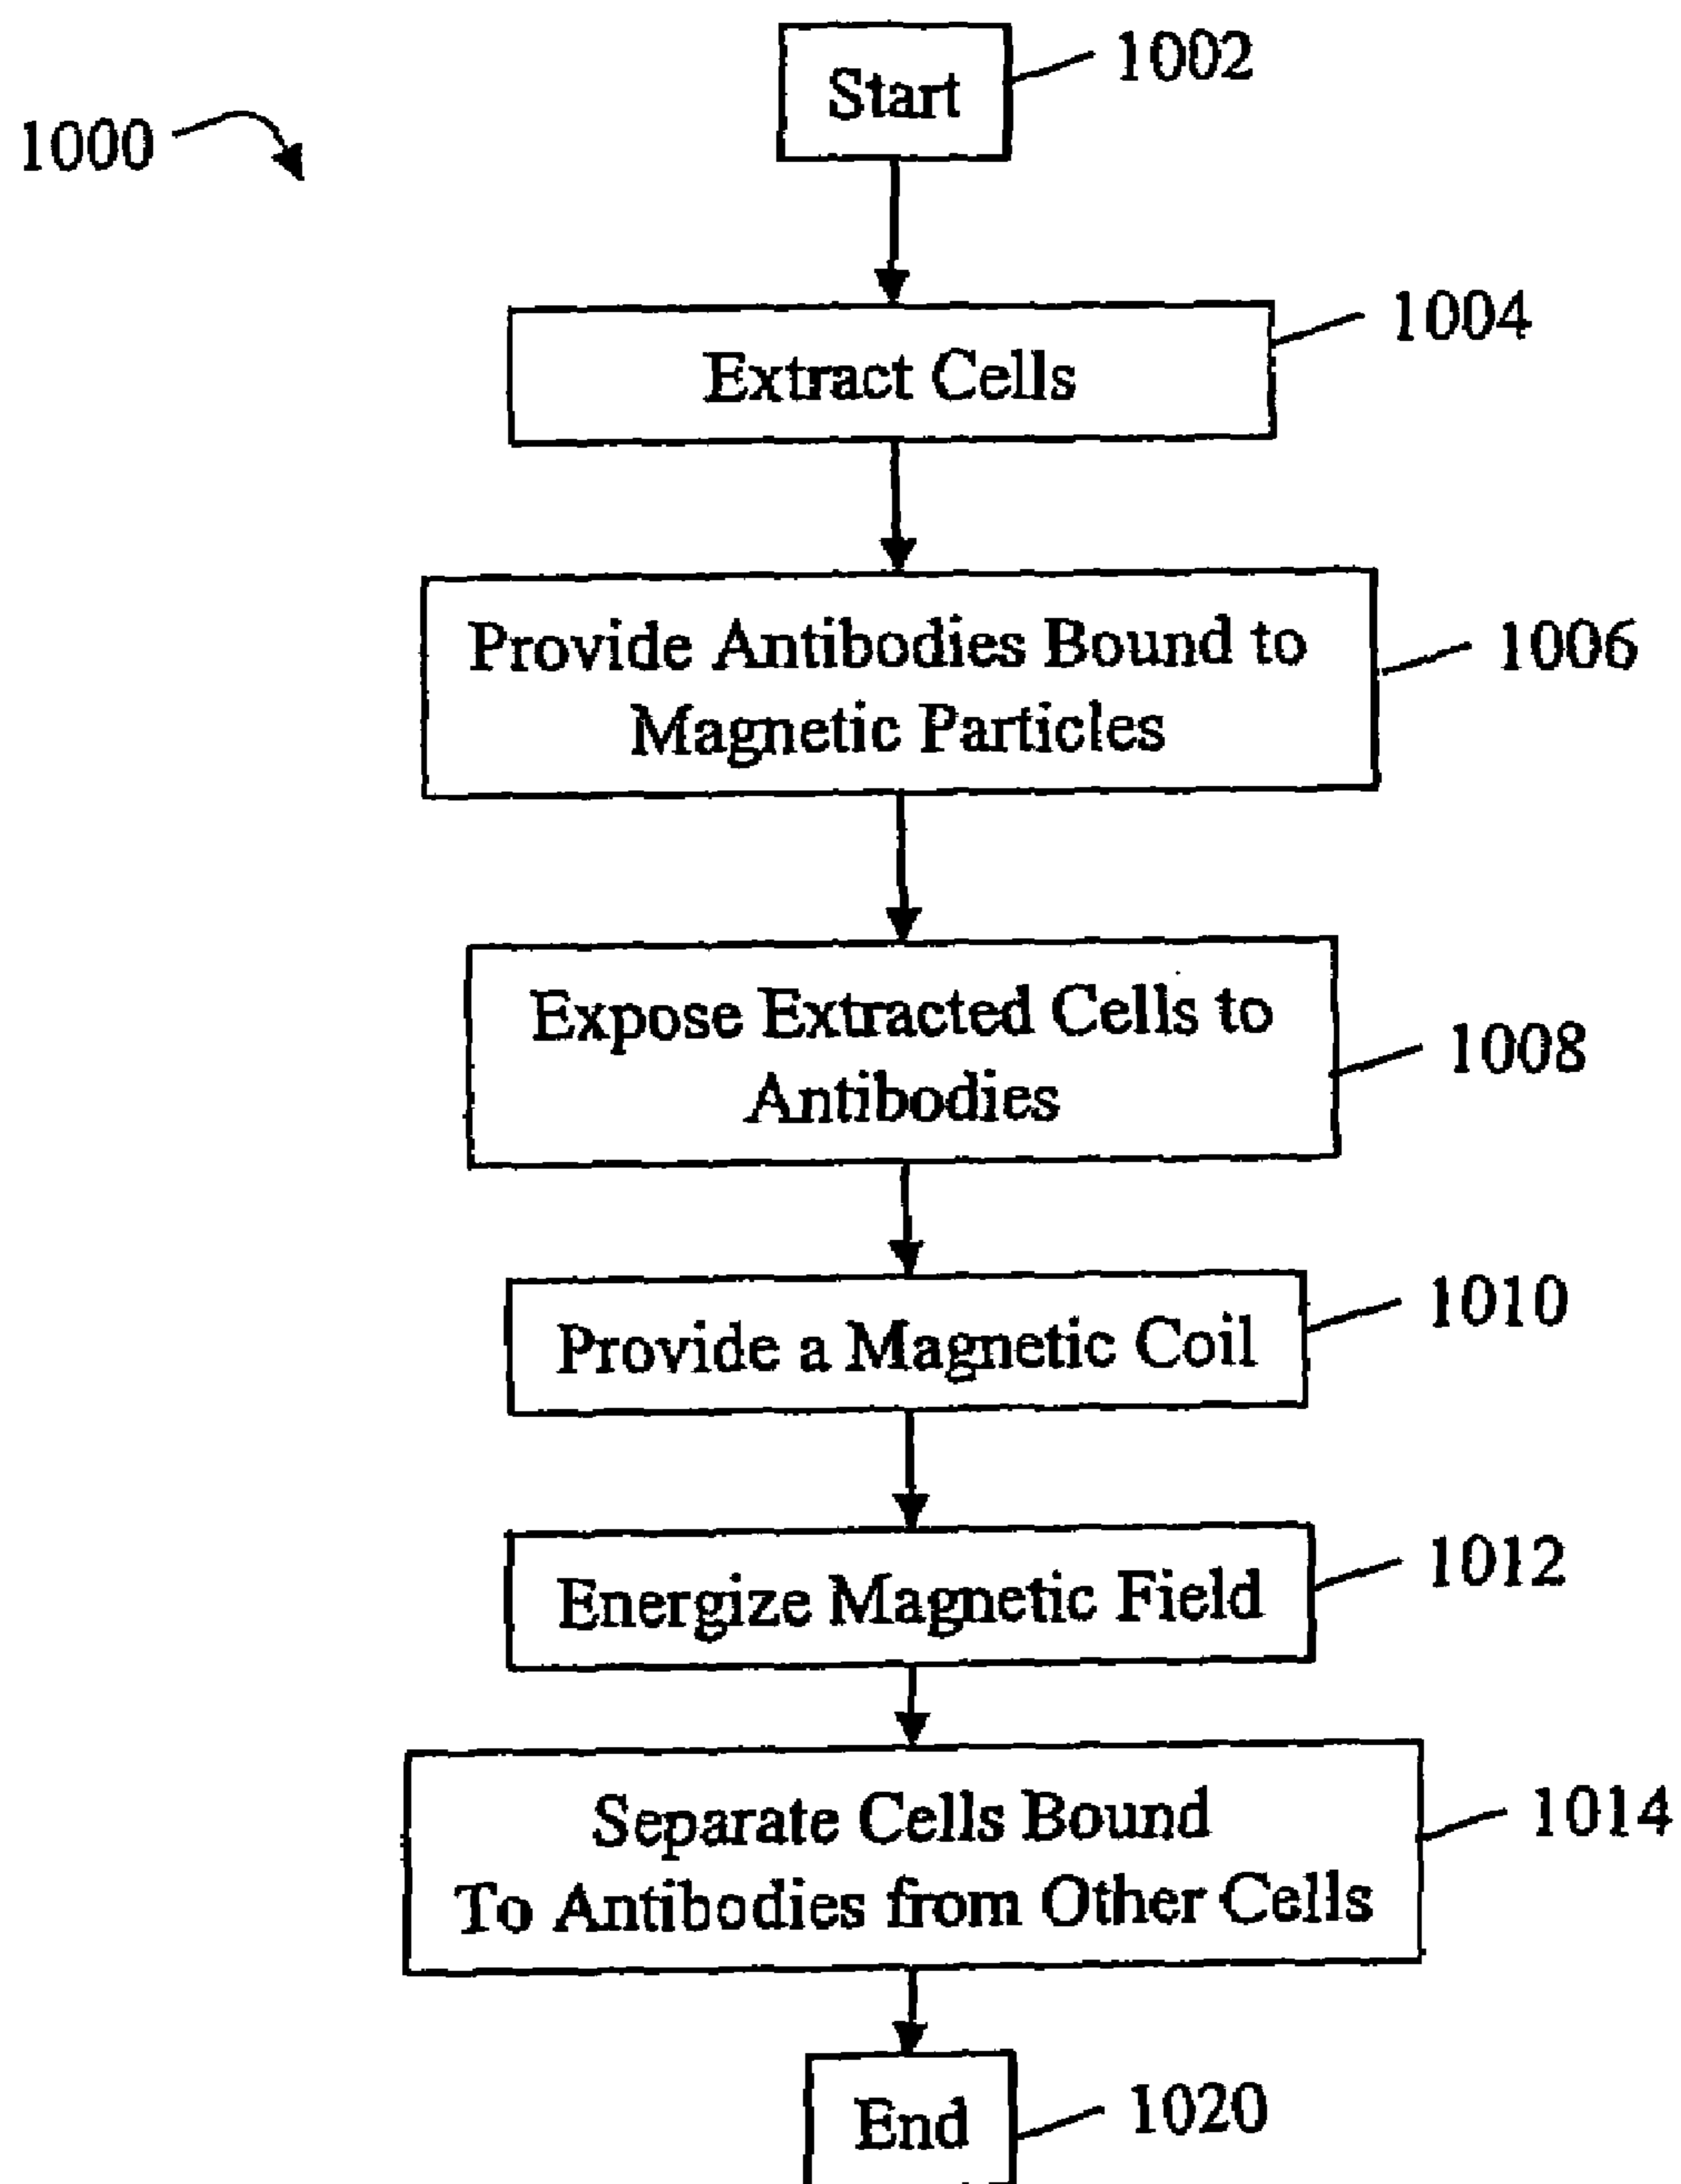 1000
Start
1002
Extract Cells
1004
Provide Antibodies Bound to
Magnetic Particles
1006
Expose Extracted Cells to
Antibodies
1008
Provide a Magnetic Coil
1010
Energize Magnetic Field
1012
Separate Cells Bound
To Antibodies from Other Cells
1014
End
1020